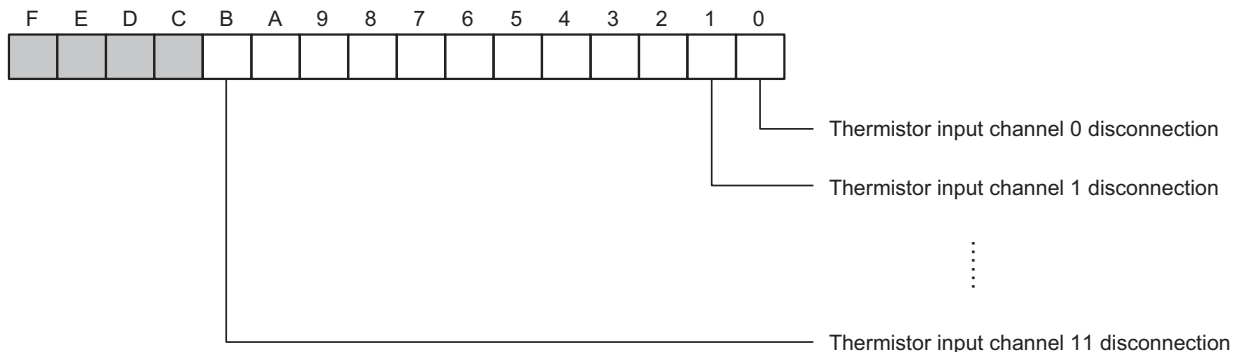 F E D C B A 9 8 7 6 5 4 3 2 1 0
Thermistor input channel 0 disconnection
Thermistor input channel 1 disconnection
Thermistor input channel 11 disconnection